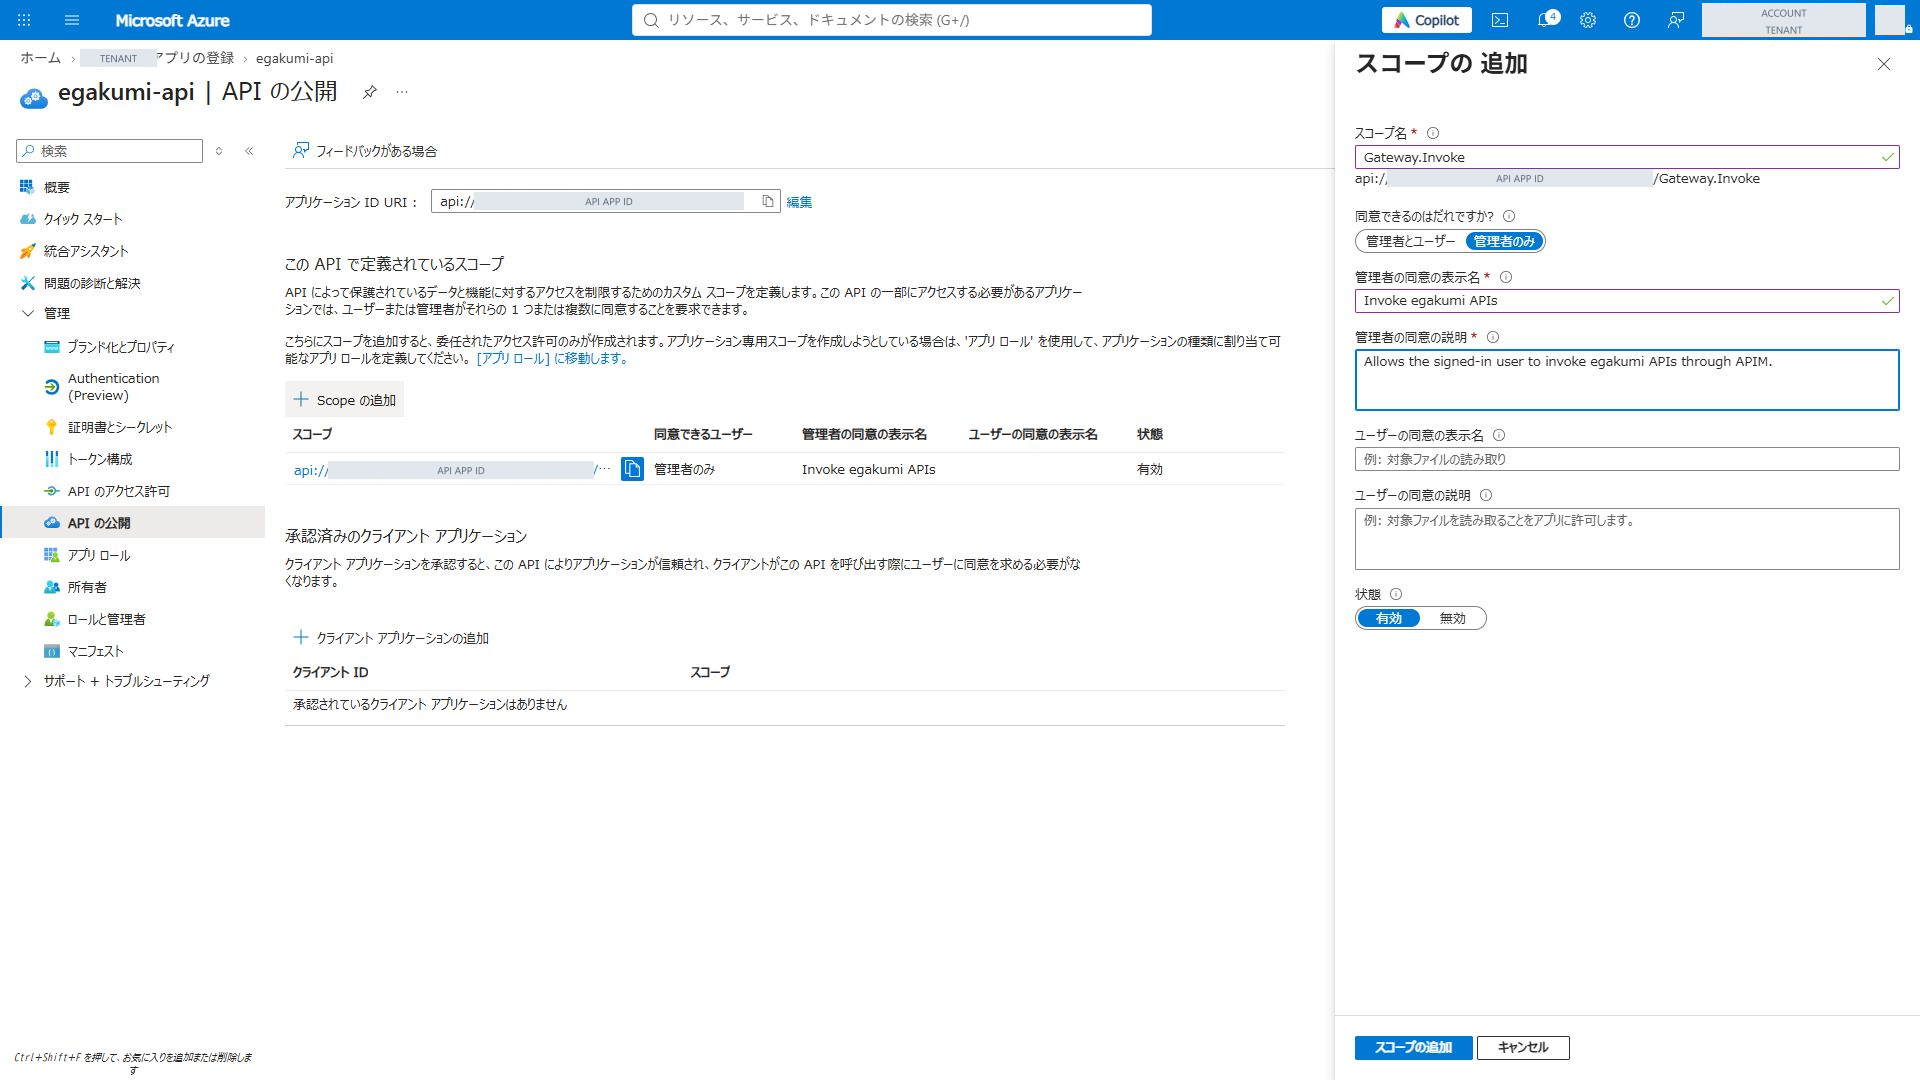 Microsoft Azure
リソース、サービス、ドキュメントの検索 (G+/)
Copilot
4
ACCOUNT
TENANT
ホーム > TENANT アプリの登録 > egakumi-api
egakumi-api | API の公開
検索
概要
クイック スタート
統合アシスタント
問題の診断と解決
管理
ブランド化とプロパティ
Authentication
(Preview)
証明書とシークレット
トークン構成
API のアクセス許可
API の公開
アプリ ロール
所有者
ロールと管理者
マニフェスト
サポート + トラブルシューティング
Ctrl+Shift+F を押して、お気に入りを追加または削除しま
す
フィードバックがある場合
アプリケーション ID URI : api:// API APP ID 編集
この API で定義されているスコープ
API によって保護されているデータと機能に対するアクセスを制限するためのカスタム スコープを定義します。この API の一部にアクセスする必要があるアプリケー
ションでは、ユーザーまたは管理者がそれらの 1 つまたは複数に同意することを要求できます。
こちらにスコープを追加すると、委任されたアクセス許可のみが作成されます。アプリケーション専用スコープを作成しようとしている場合は、'アプリ ロール' を使用して、アプリケーションの種類に割り当て可
能なアプリ ロールを定義してください。 [アプリ ロール] に移動します。
Scope の追加
スコープ 同意できるユーザー 管理者の同意の表示名 ユーザーの同意の表示名 状態
api:// API APP ID /… 管理者のみ Invoke egakumi APIs 有効
承認済みのクライアント アプリケーション
クライアント アプリケーションを承認すると、この API によりアプリケーションが信頼され、クライアントがこの API を呼び出す際にユーザーに同意を求める必要がな
くなります。
クライアント アプリケーションの追加
クライアント ID スコープ
承認されているクライアント アプリケーションはありません
スコープの 追加
スコープ名 *
Gateway.Invoke
api:// API APP ID /Gateway.Invoke
同意できるのはだれですか?
管理者とユーザー 管理者のみ
管理者の同意の表示名 *
Invoke egakumi APIs
管理者の同意の説明 *
Allows the signed-in user to invoke egakumi APIs through APIM.
ユーザーの同意の表示名
例: 対象ファイルの読み取り
ユーザーの同意の説明
例: 対象ファイルを読み取ることをアプリに許可します。
状態
有効 無効
スコープの追加 キャンセル